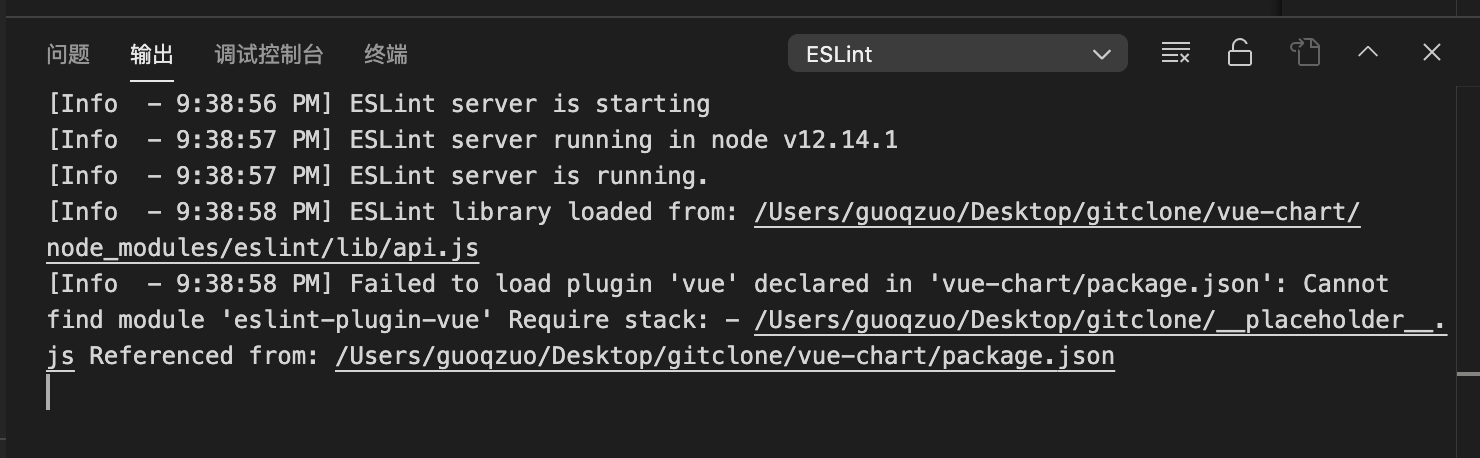 问题 输出 调试控制台 终端 ESLint
[Info  - 9:38:56 PM] ESLint server is starting
[Info  - 9:38:57 PM] ESLint server running in node v12.14.1
[Info  - 9:38:57 PM] ESLint server is running.
[Info  - 9:38:58 PM] ESLint library loaded from: /Users/guoqzuo/Desktop/gitclone/vue-chart/
node_modules/eslint/lib/api.js
[Info  - 9:38:58 PM] Failed to load plugin 'vue' declared in 'vue-chart/package.json': Cannot
find module 'eslint-plugin-vue' Require stack: - /Users/guoqzuo/Desktop/gitclone/__placeholder__.
js Referenced from: /Users/guoqzuo/Desktop/gitclone/vue-chart/package.json